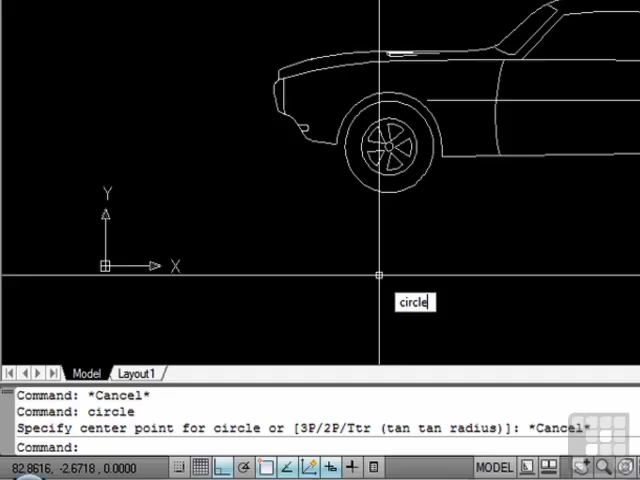 Y
X
circle
Model Layout1
Command: *Cancel*
Command: circle
Specify center point for circle or [3P/2P/Ttr (tan tan radius)]: *Cancel*
Command:
82.8616, -2.6718, 0.0000 MODEL